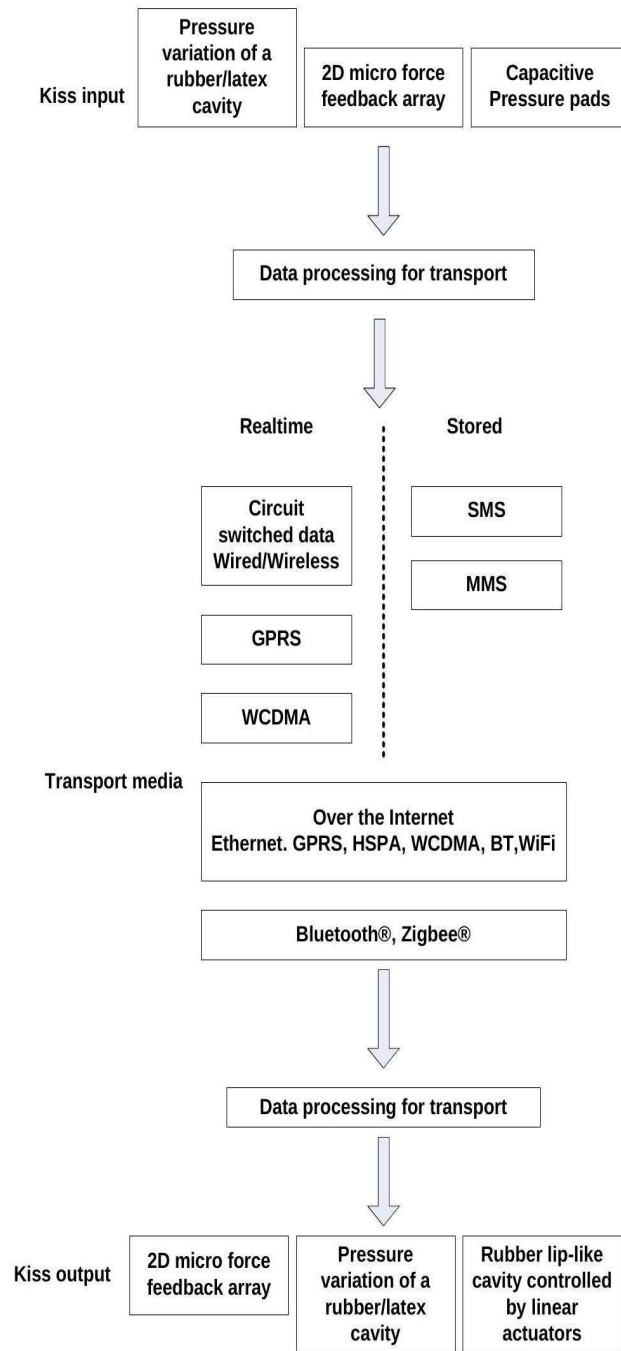 Kiss input
Pressure
variation of a
rubber/latex
cavity
2D micro force
feedback array
Capacitive
Pressure pads
Data processing for transport
Realtime
Stored
Circuit
switched data
Wired/Wireless
SMS
MMS
GPRS
WCDMA
Transport media
Over the Internet
Ethernet. GPRS, HSPA, WCDMA, BT,WiFi
Bluetooth®, Zigbee®
Data processing for transport
Kiss output
2D micro force
feedback array
Pressure
variation of a
rubber/latex
cavity
Rubber lip-like
cavity controlled
by linear
actuators